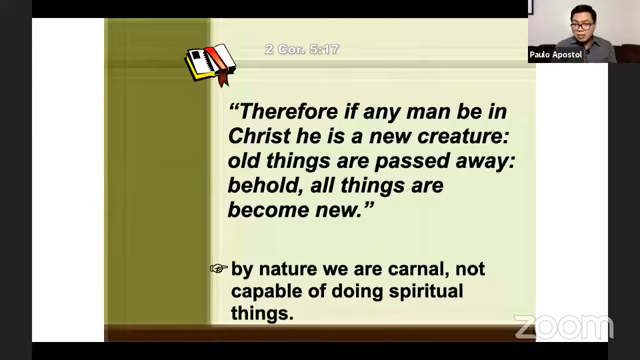 2 Cor. 5:17
Paulo Apostol
“Therefore if any man be in
Christ he is a new creature:
old things are passed away:
behold, all things are
become new.”
by nature we are carnal, not
capable of doing spiritual
things.
zoom